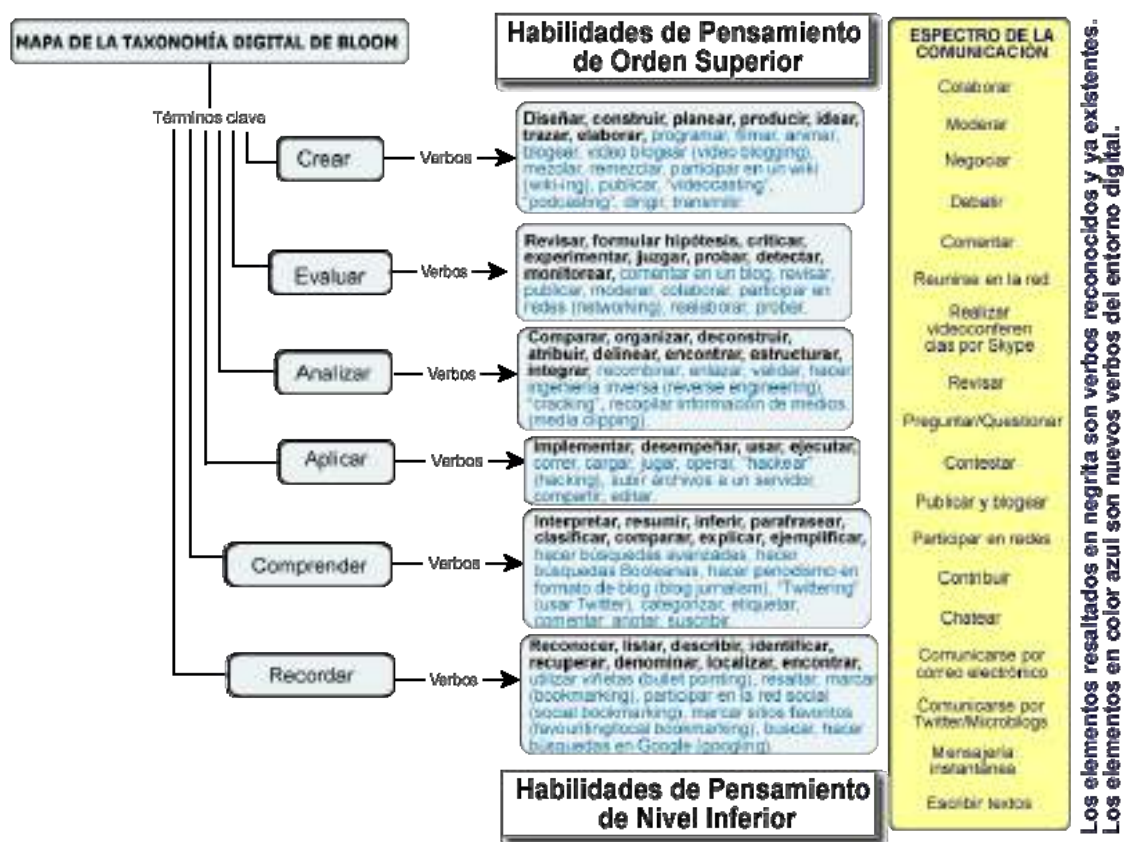 MAPA DE LA TAXONOMÍA DIGITAL DE BLOOM
Términos clave
Habilidades de Pensamiento
de Orden Superior
Crear
Verbos
Diseñar, construir, planear, producir, idear,
trazar, elaborar, programar, filmar, animar,
blogear, video blogear (video blogging),
mezclar, remezclar, participar en un wiki
(wiki-ing), publicar, "videocasting",
"podcasting", dirigir, transmitir
Evaluar
Verbos
Revisar, formular hipótesis, criticar,
experimentar, juzgar, probar, detectar,
monitorear, comentar en un blog, revisar,
publicar, moderar, colaborar, participar en
redes (networking), reelaborar, probar.
Analizar
Verbos
Comparar, organizar, deconstruir,
atribuir, delinear, encontrar, estructurar,
integrar, recombinar, enlazar, validar, hacer
ingeniería inversa (reverse engineering),
"cracking", recopilar información de medios
(media clipping).
Aplicar
Verbos
Implementar, desempeñar, usar, ejecutar,
correr, cargar, jugar, operar, "hackear"
(hacking), subir archivos a un servidor,
compartir, editar.
Comprender
Verbos
Interpretar, resumir, inferir, parafrasear,
clasificar, comparar, explicar, ejemplificar,
hacer búsquedas avanzadas, hacer
búsquedas Booleanas, hacer periodismo en
formato de blog (blog jurnalism), "Twittering"
(usar Twitter), categorizar, etiquetar,
comentar, anotar, suscribir.
Recordar
Verbos
Reconocer, listar, describir, identificar,
recuperar, denominar, localizar, encontrar,
utilizar viñetas (bullet pointing), resaltar, marcar
(bookmarking), participar en la red social
(social bookmarking), marcar sitios favoritos
(favouriting/local bookmarking), buscar, hacer
búsquedas en Google (googling).
Habilidades de Pensamiento
de Nivel Inferior
ESPECTRO DE LA
COMUNICACIÓN
Colaborar
Moderar
Negociar
Debatir
Comentar
Reunirse en la red
Realizar
videoconferen
cias por Skype
Revisar
Preguntar/Questionar
Contestar
Publicar y blogear
Participar en redes
Contribuir
Chatear
Comunicarse por
correo electrónico
Comunicarse por
Twitter/Microblogs
Mensajería
instantánea
Escribir textos
Los elementos resaltados en negrita son verbos reconocidos y ya existentes.
Los elementos en color azul son nuevos verbos del entorno digital.